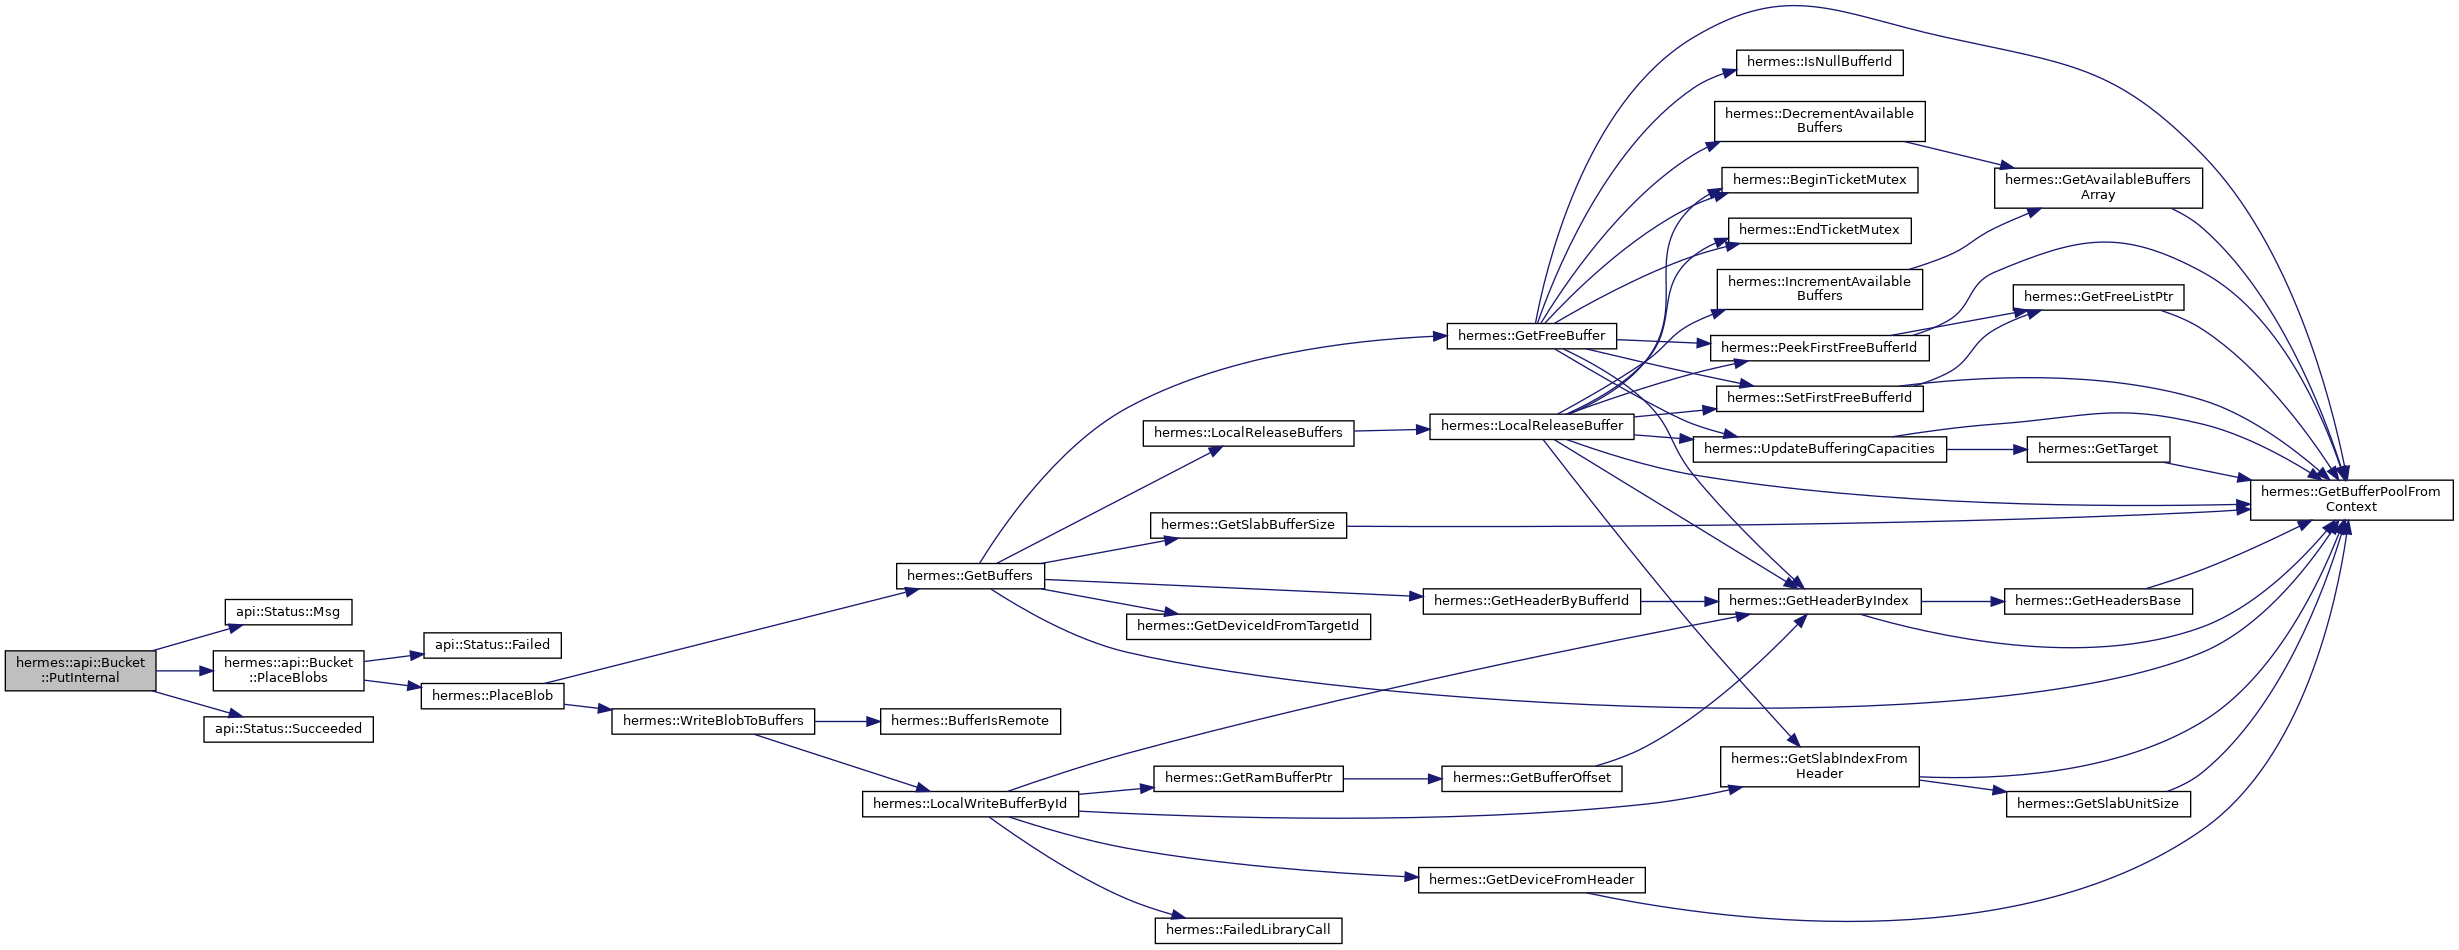 hermes::api::Bucket
::PutInternal
api::Status::Msg
hermes::api::Bucket
::PlaceBlobs
api::Status::Succeeded
api::Status::Failed
hermes::PlaceBlob
hermes::GetBuffers
hermes::WriteBlobToBuffers
hermes::BufferIsRemote
hermes::LocalWriteBufferById
hermes::LocalReleaseBuffers
hermes::GetSlabBufferSize
hermes::GetDeviceIdFromTargetId
hermes::GetRamBufferPtr
hermes::FailedLibraryCall
hermes::GetFreeBuffer
hermes::LocalReleaseBuffer
hermes::GetHeaderByBufferId
hermes::GetBufferOffset
hermes::GetDeviceFromHeader
hermes::IsNullBufferId
hermes::DecrementAvailable
Buffers
hermes::BeginTicketMutex
hermes::EndTicketMutex
hermes::IncrementAvailable
Buffers
hermes::PeekFirstFreeBufferId
hermes::SetFirstFreeBufferId
hermes::UpdateBufferingCapacities
hermes::GetHeaderByIndex
hermes::GetSlabIndexFrom
Header
hermes::GetAvailableBuffers
Array
hermes::GetFreeListPtr
hermes::GetTarget
hermes::GetHeadersBase
hermes::GetSlabUnitSize
hermes::GetBufferPoolFrom
Context